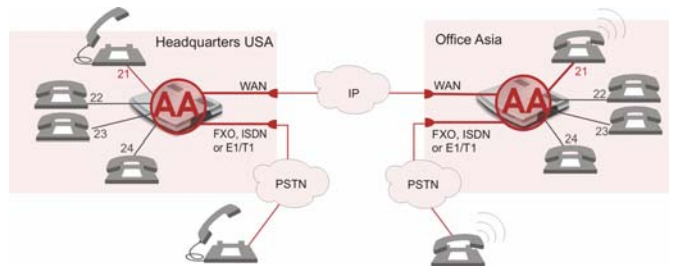 Headquarters USA
21
22
23
24
AA
WAN
FXO, ISDN
or E1/T1
IP
PSTN
Office Asia
21
22
23
24
AA
WAN
FXO, ISDN
or E1/T1
PSTN